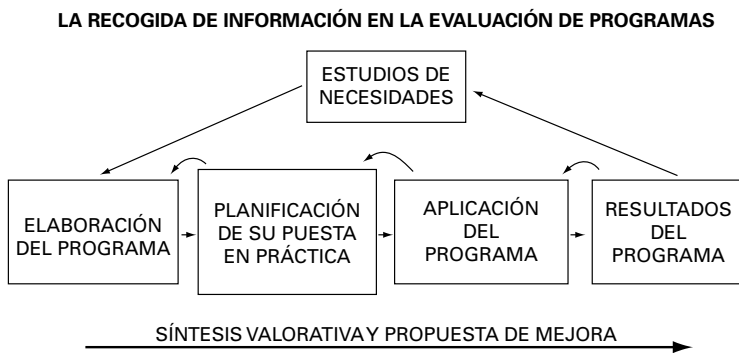 LA RECOGIDA DE INFORMACIÓN EN LA EVALUACIÓN DE PROGRAMAS
ESTUDIOS DE
NECESIDADES
ELABORACIÓN
DEL PROGRAMA
PLANIFICACIÓN
DE SU PUESTA
EN PRÁCTICA
APLICACIÓN
DEL
PROGRAMA
RESULTADOS
DEL
PROGRAMA
SÍNTESIS VALORATIVA Y PROPUESTA DE MEJORA